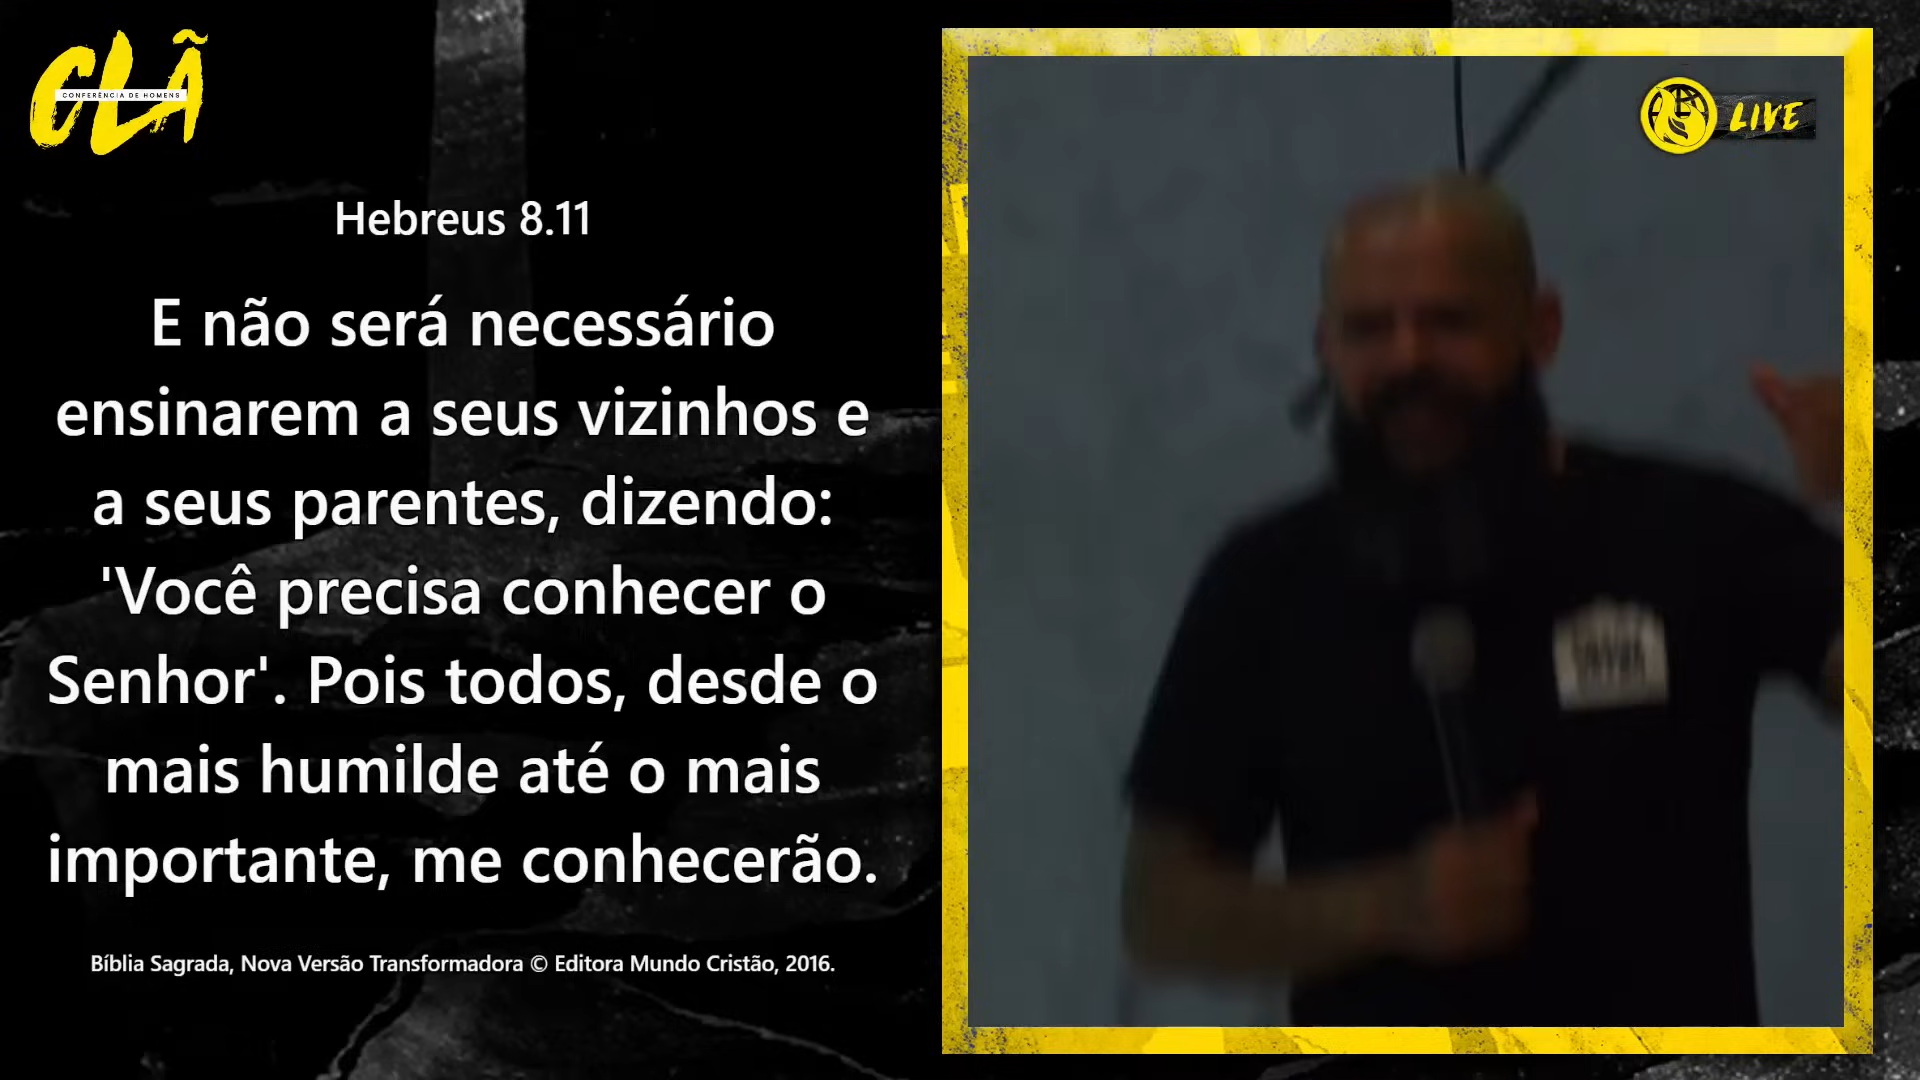 CLÃ
CONFERÊNCIA DE HOMENS
LIVE
Hebreus 8.11
E não será necessário
ensinarem a seus vizinhos e
a seus parentes, dizendo:
'Você precisa conhecer o
Senhor'. Pois todos, desde o
mais humilde até o mais
importante, me conhecerão.
Bíblia Sagrada, Nova Versão Transformadora © Editora Mundo Cristão, 2016.